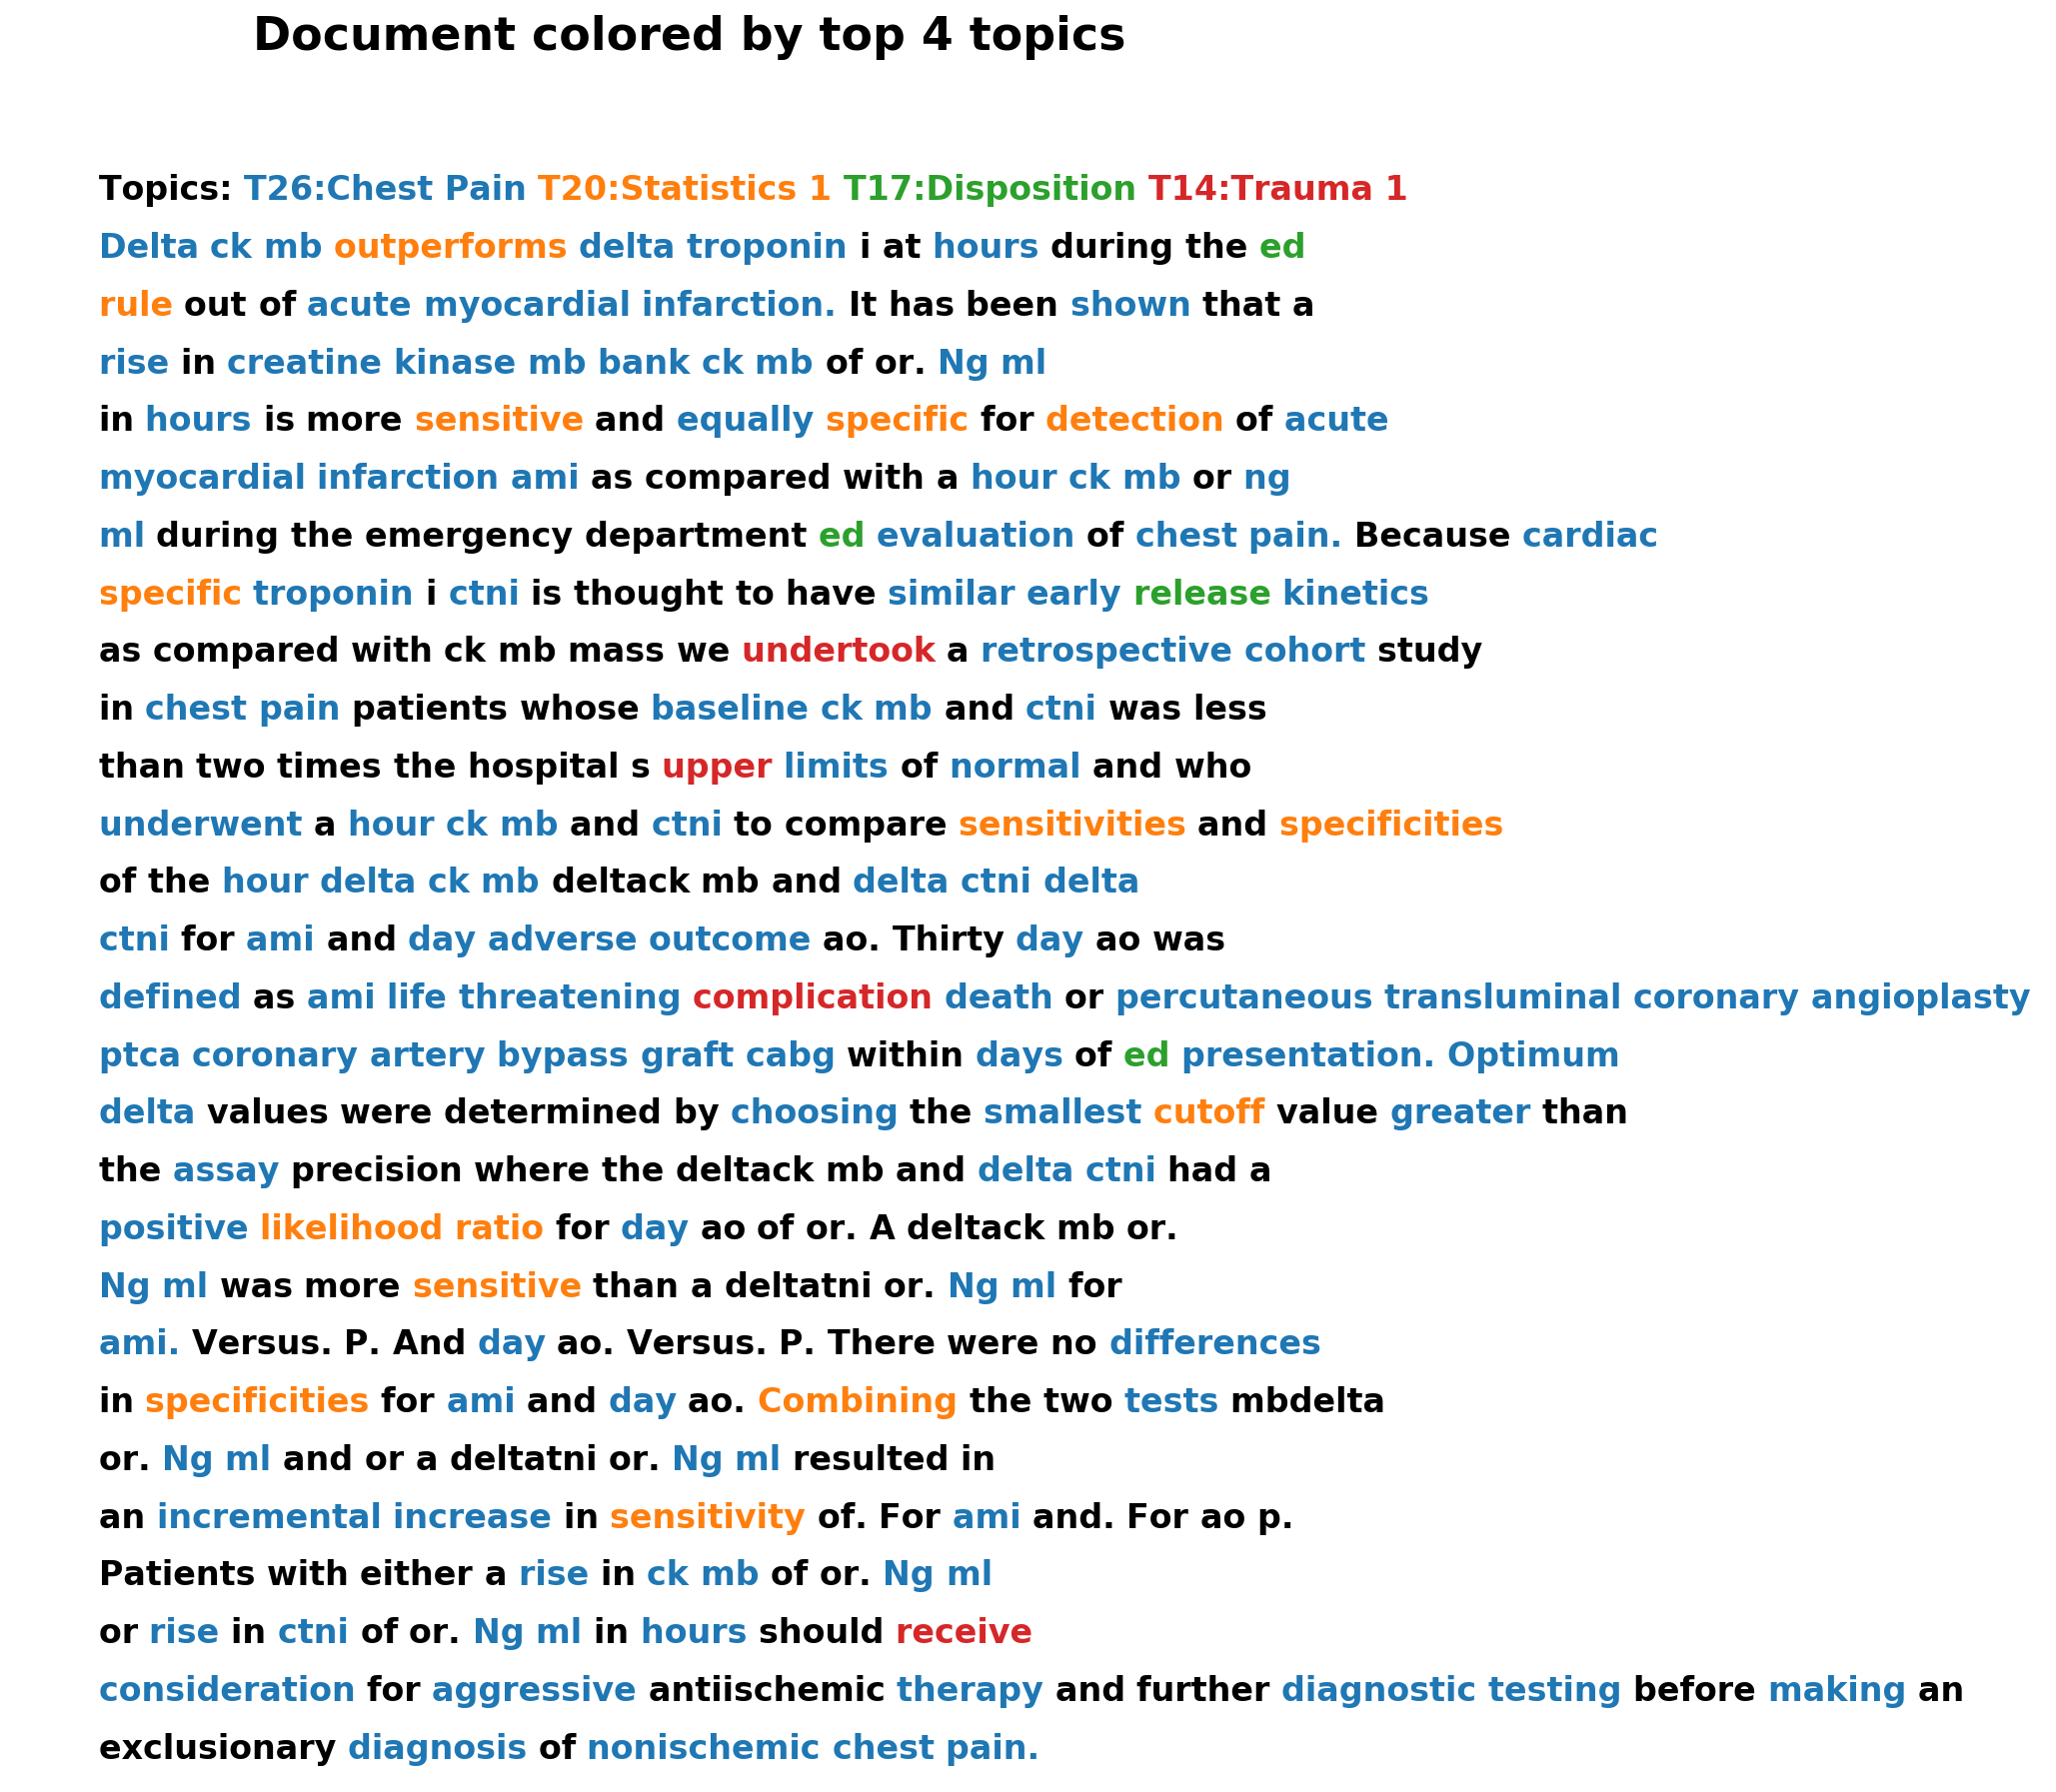 Document colored by top 4 topics
Topics: T26:Chest Pain T20:Statistics 1 T17:Disposition T14:Trauma 1
Delta ck mb outperforms delta troponin i at hours during the ed
rule out of acute myocardial infarction. It has been shown that a
rise in creatine kinase mb bank ck mb of or. Ng ml
in hours is more sensitive and equally specific for detection of acute
myocardial infarction ami as compared with a hour ck mb or ng
ml during the emergency department ed evaluation of chest pain. Because cardiac
specific troponin i ctni is thought to have similar early release kinetics
as compared with ck mb mass we undertook a retrospective cohort study
in chest pain patients whose baseline ck mb and ctni was less
than two times the hospital s upper limits of normal and who
underwent a hour ck mb and ctni to compare sensitivities and specificities
of the hour delta ck mb deltack mb and delta ctni delta
ctni for ami and day adverse outcome ao. Thirty day ao was
defined as ami life threatening complication death or percutaneous transluminal coronary angioplasty
ptca coronary artery bypass graft cabg within days of ed presentation. Optimum
delta values were determined by choosing the smallest cutoff value greater than
the assay precision where the deltack mb and delta ctni had a
positive likelihood ratio for day ao of or. A deltack mb or.
Ng ml was more sensitive than a deltatni or. Ng ml for
ami. Versus. P. And day ao. Versus. P. There were no differences
in specificities for ami and day ao. Combining the two tests mbdelta
or. Ng ml and or a deltatni or. Ng ml resulted in
an incremental increase in sensitivity of. For ami and. For ao p.
Patients with either a rise in ck mb of or. Ng ml
or rise in ctni of or. Ng ml in hours should receive
consideration for aggressive antiischemic therapy and further diagnostic testing before making an
exclusionary diagnosis of nonischemic chest pain.